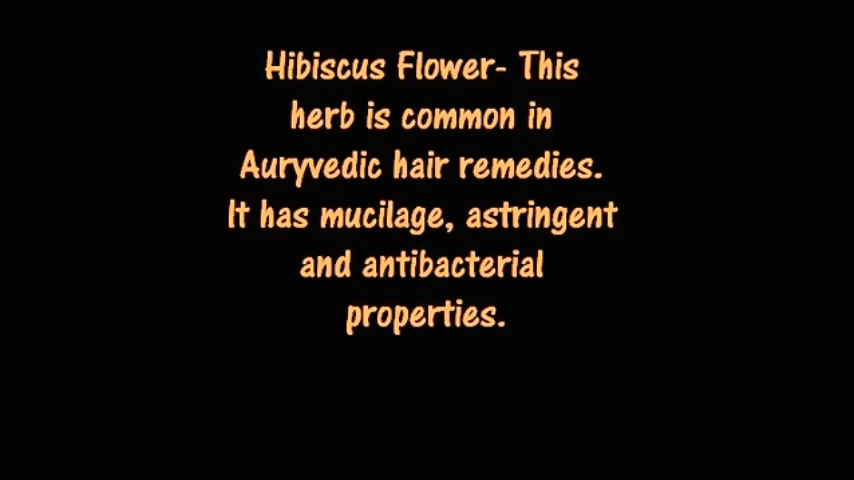 Hibiscus Flower- This
herb is common in
Auryvedic hair remedies.
It has mucilage, astringent
and antibacterial
properties.